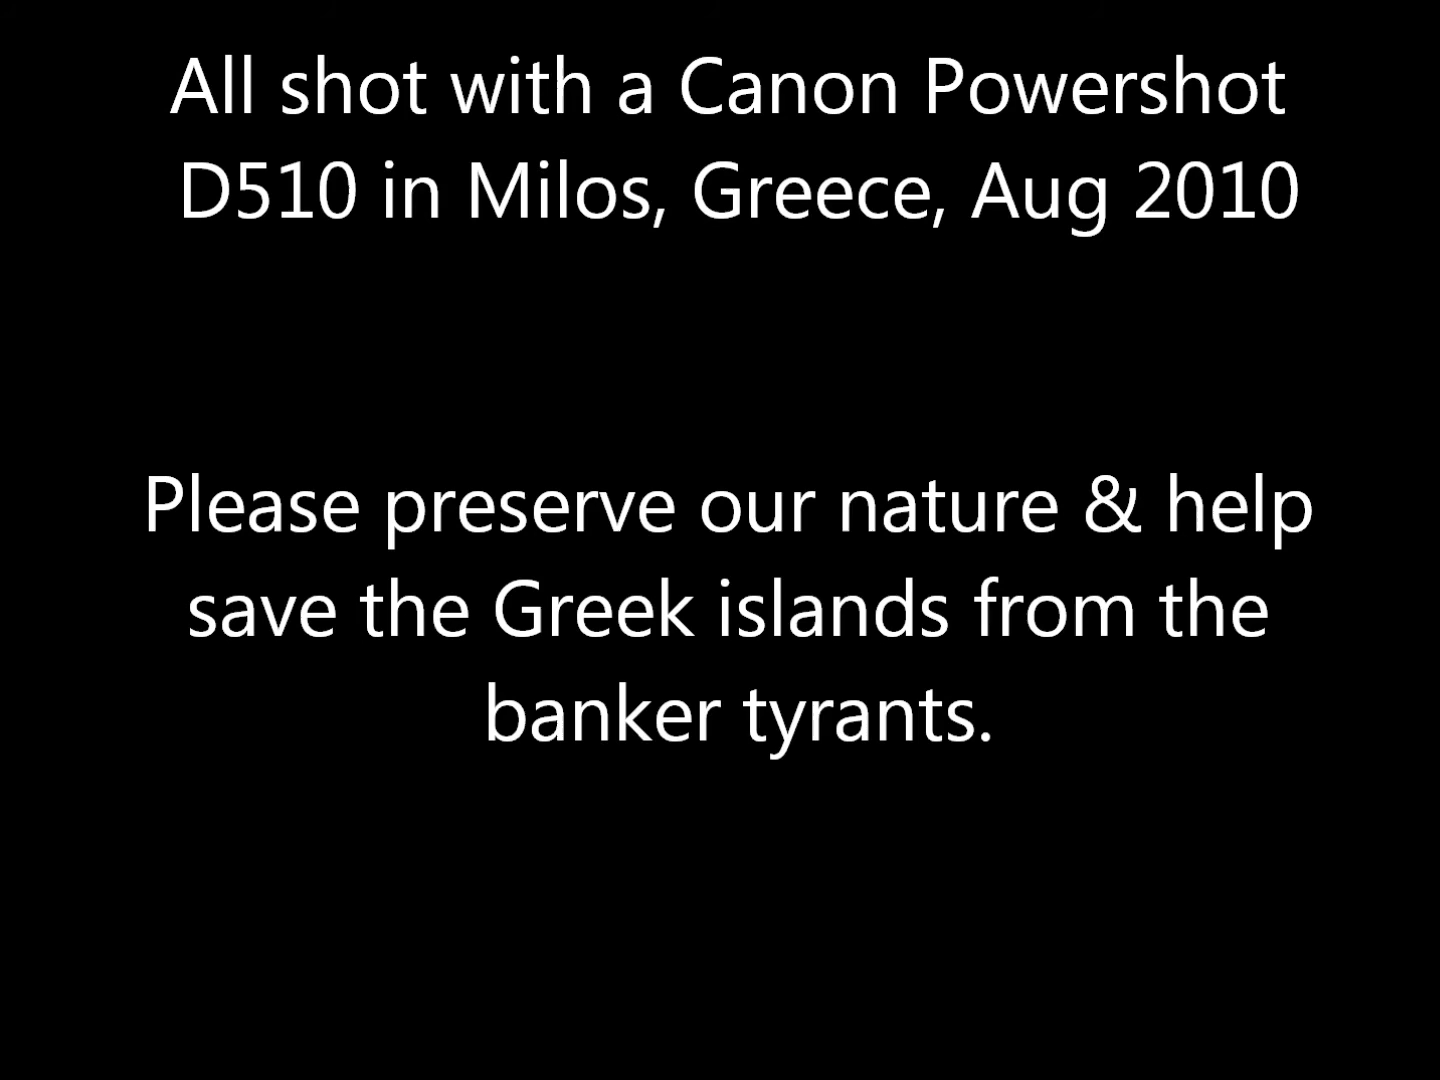 All shot with a Canon Powershot
D510 in Milos, Greece, Aug 2010
Please preserve our nature & help
save the Greek islands from the
banker tyrants.